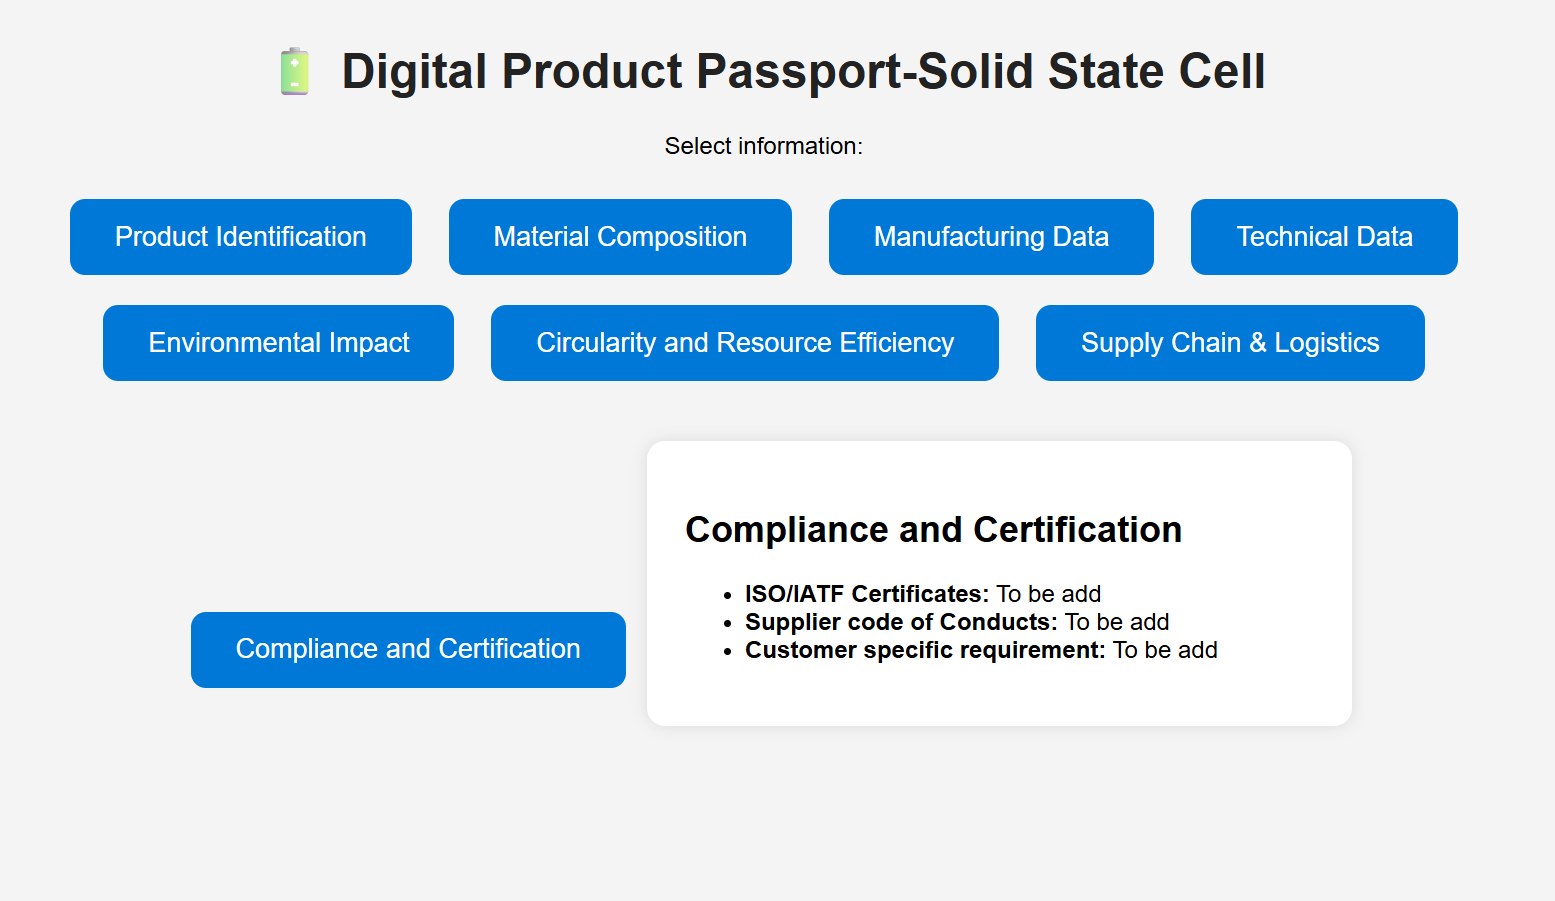 Digital Product Passport-Solid State Cell
Select information:
Product Identification
Material Composition
Manufacturing Data
Technical Data
Environmental Impact
Circularity and Resource Efficiency
Supply Chain & Logistics
Compliance and Certification
Compliance and Certification
ISO/IATF Certificates: To be add
Supplier code of Conducts: To be add
Customer specific requirement: To be add